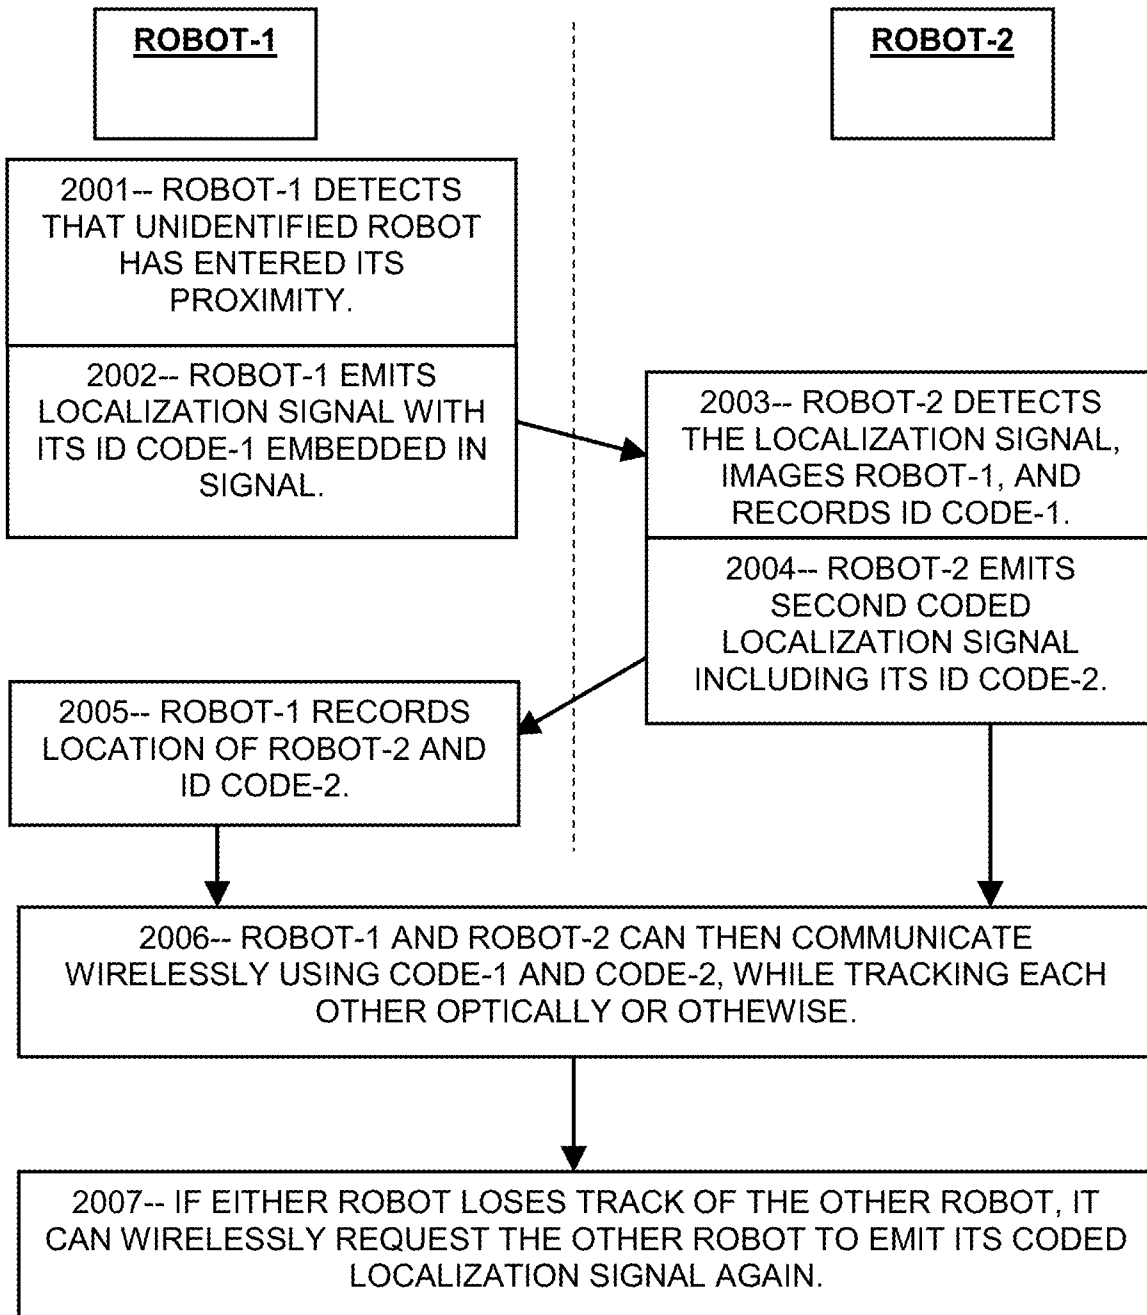 ROBOT-1
ROBOT-2
2001-- ROBOT-1 DETECTS
THAT UNIDENTIFIED ROBOT
HAS ENTERED ITS
PROXIMITY.
2002-- ROBOT-1 EMITS
LOCALIZATION SIGNAL WITH
ITS ID CODE-1 EMBEDDED IN
SIGNAL.
2003-- ROBOT-2 DETECTS
THE LOCALIZATION SIGNAL,
IMAGES ROBOT-1, AND
RECORDS ID CODE-1.
2004-- ROBOT-2 EMITS
SECOND CODED
LOCALIZATION SIGNAL
INCLUDING ITS ID CODE-2.
2005-- ROBOT-1 RECORDS
LOCATION OF ROBOT-2 AND
ID CODE-2.
2006-- ROBOT-1 AND ROBOT-2 CAN THEN COMMUNICATE
WIRELESSLY USING CODE-1 AND CODE-2, WHILE TRACKING EACH
OTHER OPTICALLY OR OTHEWISE.
2007-- IF EITHER ROBOT LOSES TRACK OF THE OTHER ROBOT, IT
CAN WIRELESSLY REQUEST THE OTHER ROBOT TO EMIT ITS CODED
LOCALIZATION SIGNAL AGAIN.